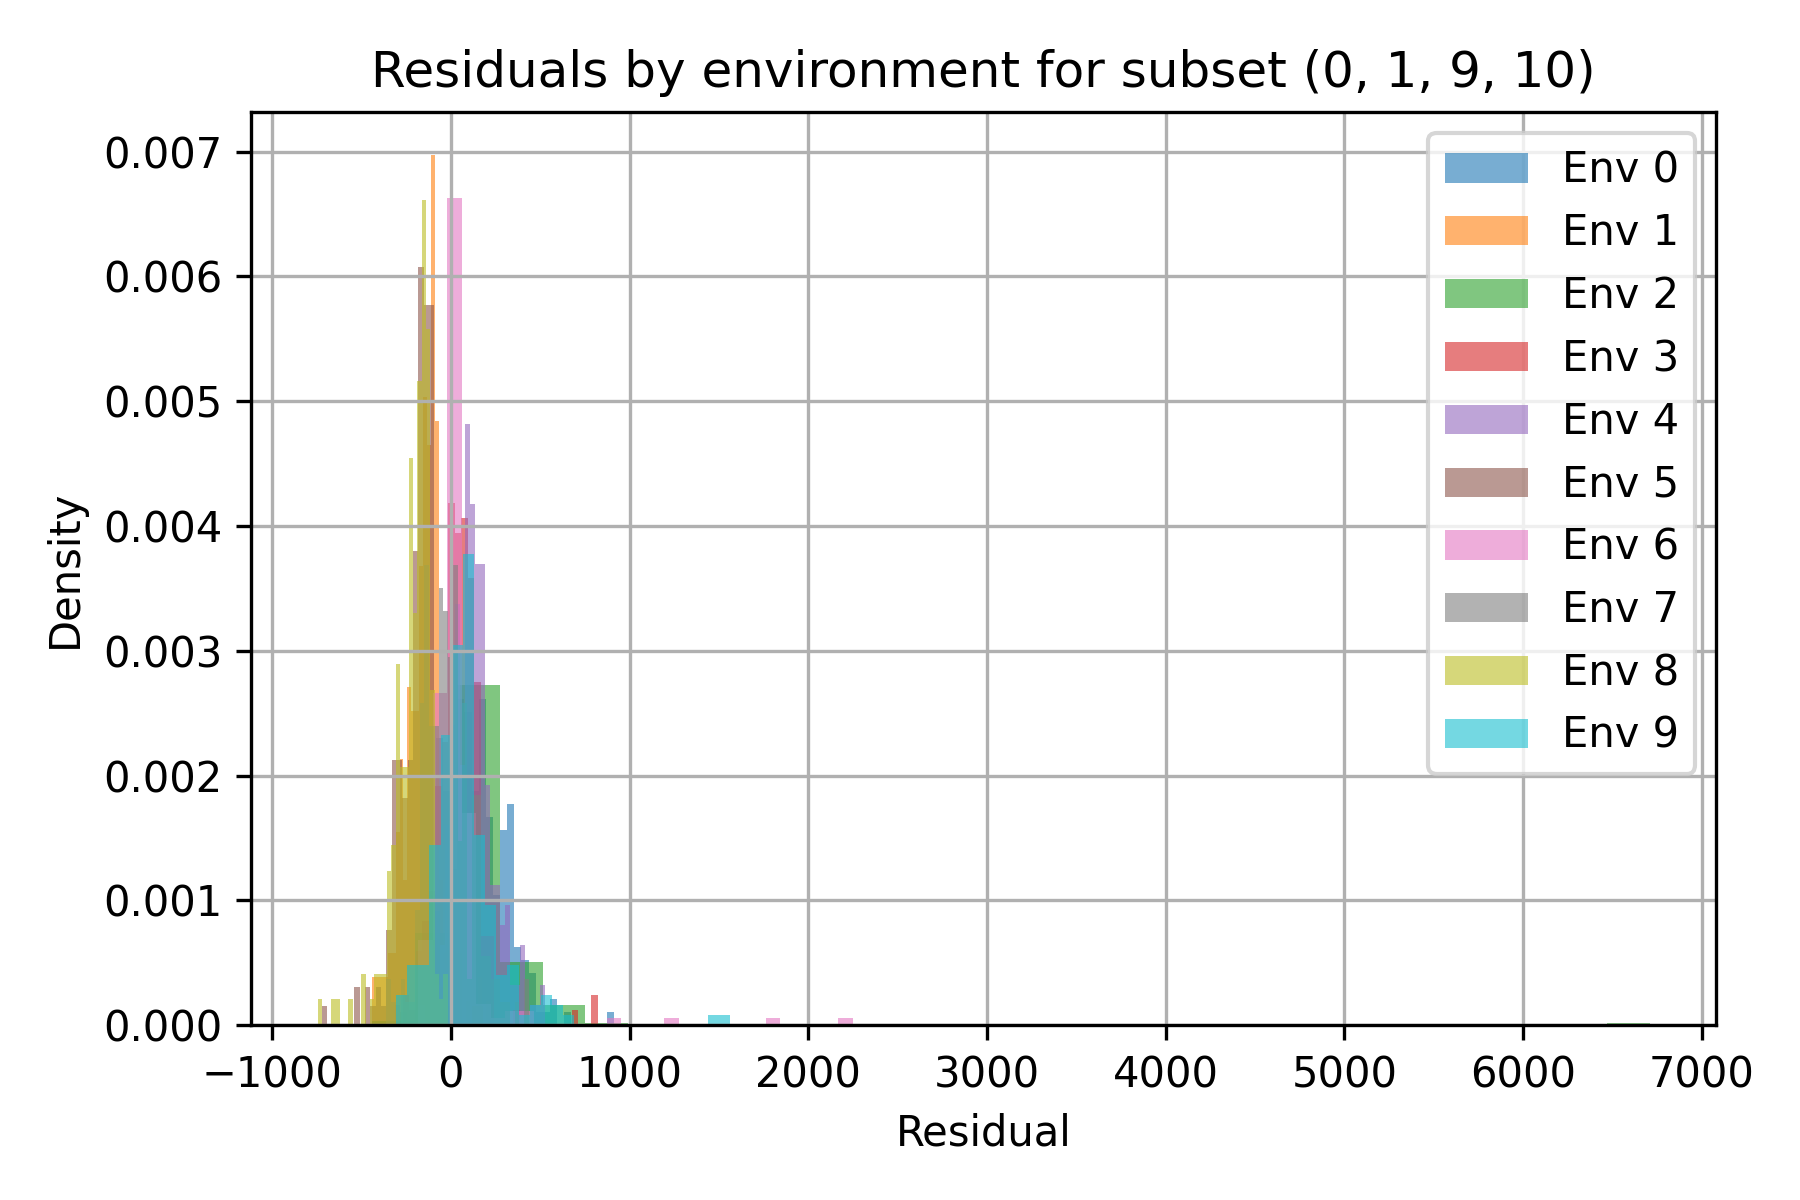 Residuals by environment for subset (0, 1, 9, 10)
0.007
0.006
0.005
0.004
0.003
0.002
0.001
0.000
Density
−1000
0
1000
2000
3000
4000
5000
6000
7000
Residual
Env 0
Env 1
Env 2
Env 3
Env 4
Env 5
Env 6
Env 7
Env 8
Env 9